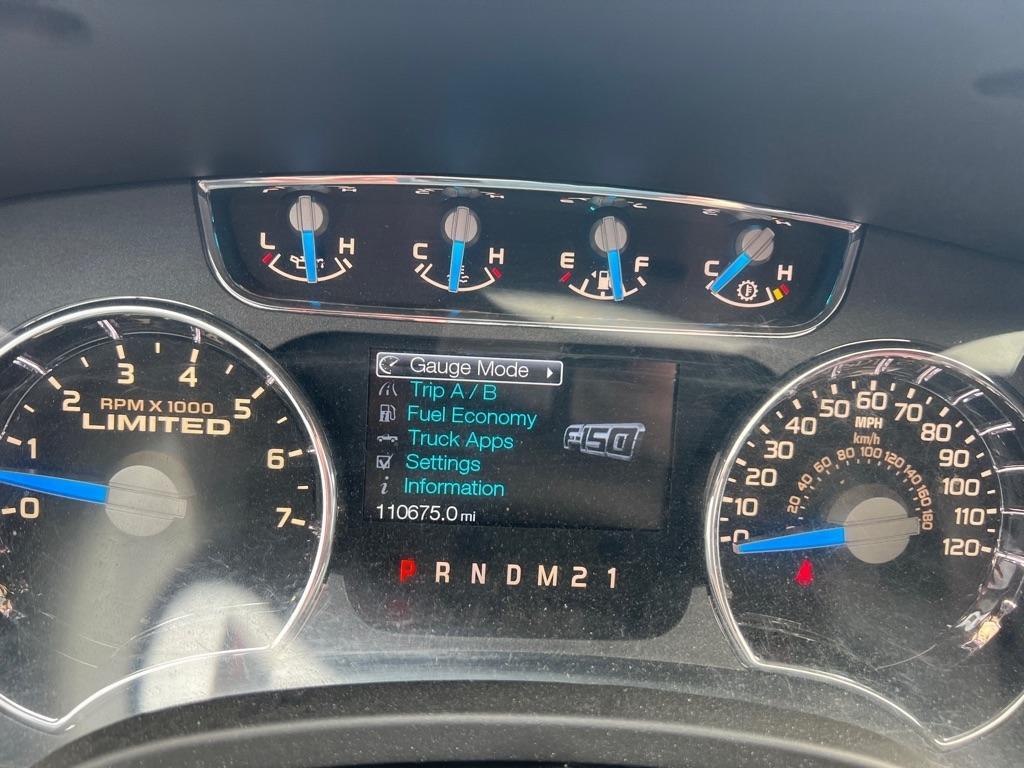 L H
C H
E F
C H
Gauge Mode
Trip A / B
Fuel Economy
Truck Apps
Settings
i Information
110675.0 mi
F150
P R N D M 2 1
0 1 2 3 4 5 6 7
RPM X 1000
LIMITED
0 10 20 30 40 50 60 70 80 90 100 110 120
MPH
km/h
20 40 60 80 100 120 140 160 180